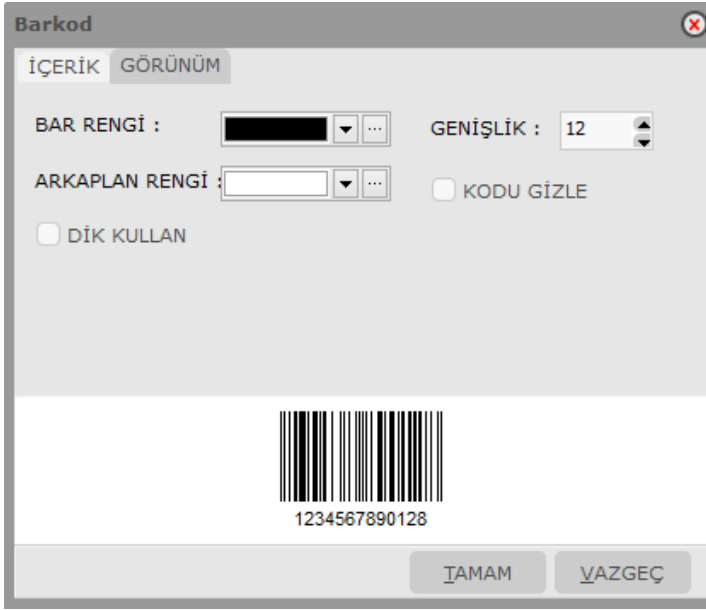 Barkod
İÇERİK GÖRÜNÜM
BAR RENGİ : ... GENİŞLİK : 12
ARKAPLAN RENGİ : ... KODU GİZLE
DİK KULLAN
1234567890128
TAMAM VAZGEÇ